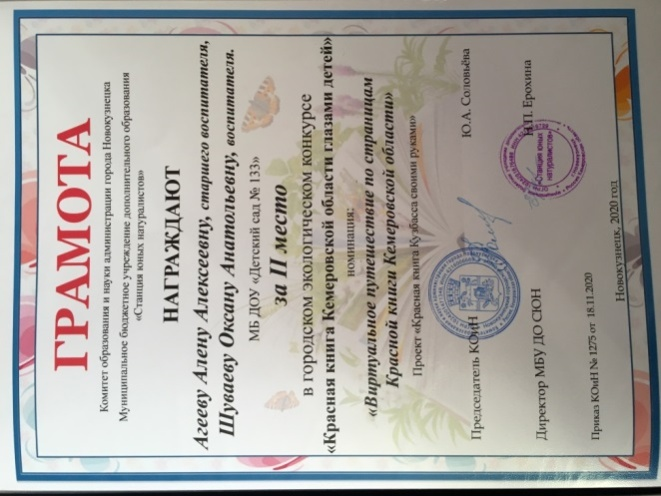 ГРАМОТА
Комитет образования и науки администрации города Новокузнецка
Муниципальное бюджетное учреждение дополнительного образования
«Станция юных натуралистов»
НАГРАЖДАЮТ
Агееву Алену Алексеевну, старшего воспитателя,
Шуваеву Оксану Анатольевну, воспитателя.
МБ ДОУ «Детский сад № 133»
за II место
в городском экологическом конкурсе
«Красная книга Кемеровской области глазами детей»
номинация:
«Виртуальное путешествие по страницам
Красной книги Кемеровской области»
Проект «Красная книга Кузбасса своими руками»
Председатель КОиН Ю.А. Соловьёва
Директор МБУ ДО СЮН Н.П. Ерохина
«Станция юных
натуралистов»
Приказ КОиН № 1275 от 18.11.2020
Новокузнецк, 2020 год